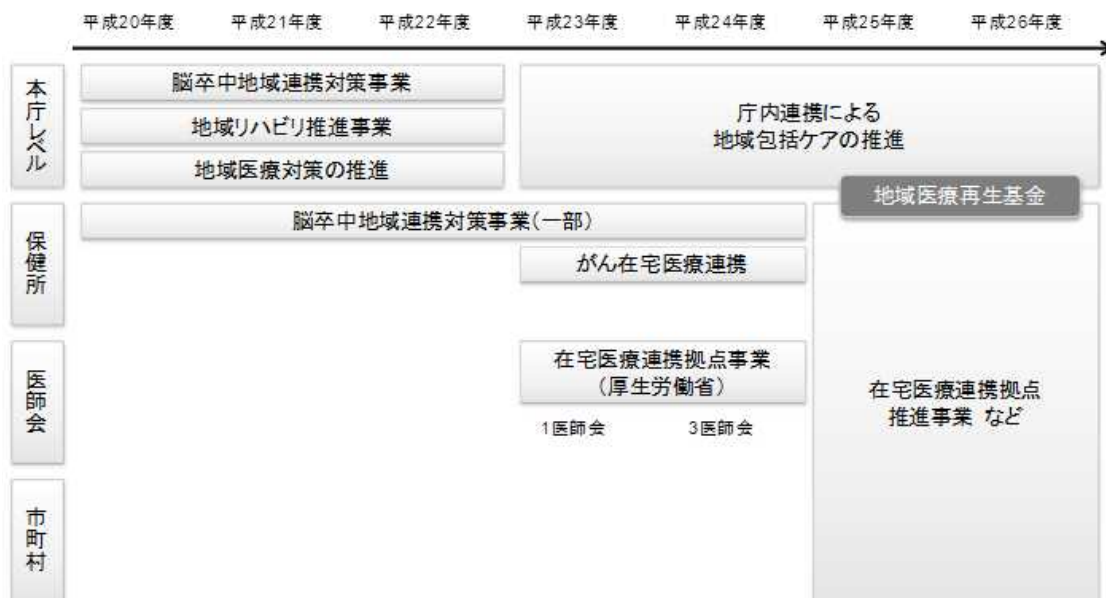 平成20年度 平成21年度 平成22年度 平成23年度 平成24年度 平成25年度 平成26年度
本庁レベル
脳卒中地域連携対策事業
地域リハビリ推進事業
地域医療対策の推進
庁内連携による
地域包括ケアの推進
地域医療再生基金
保健所
脳卒中地域連携対策事業(一部)
がん在宅医療連携
医師会
在宅医療連携拠点事業
(厚生労働省)
1医師会 3医師会
在宅医療連携拠点
推進事業 など
市町村